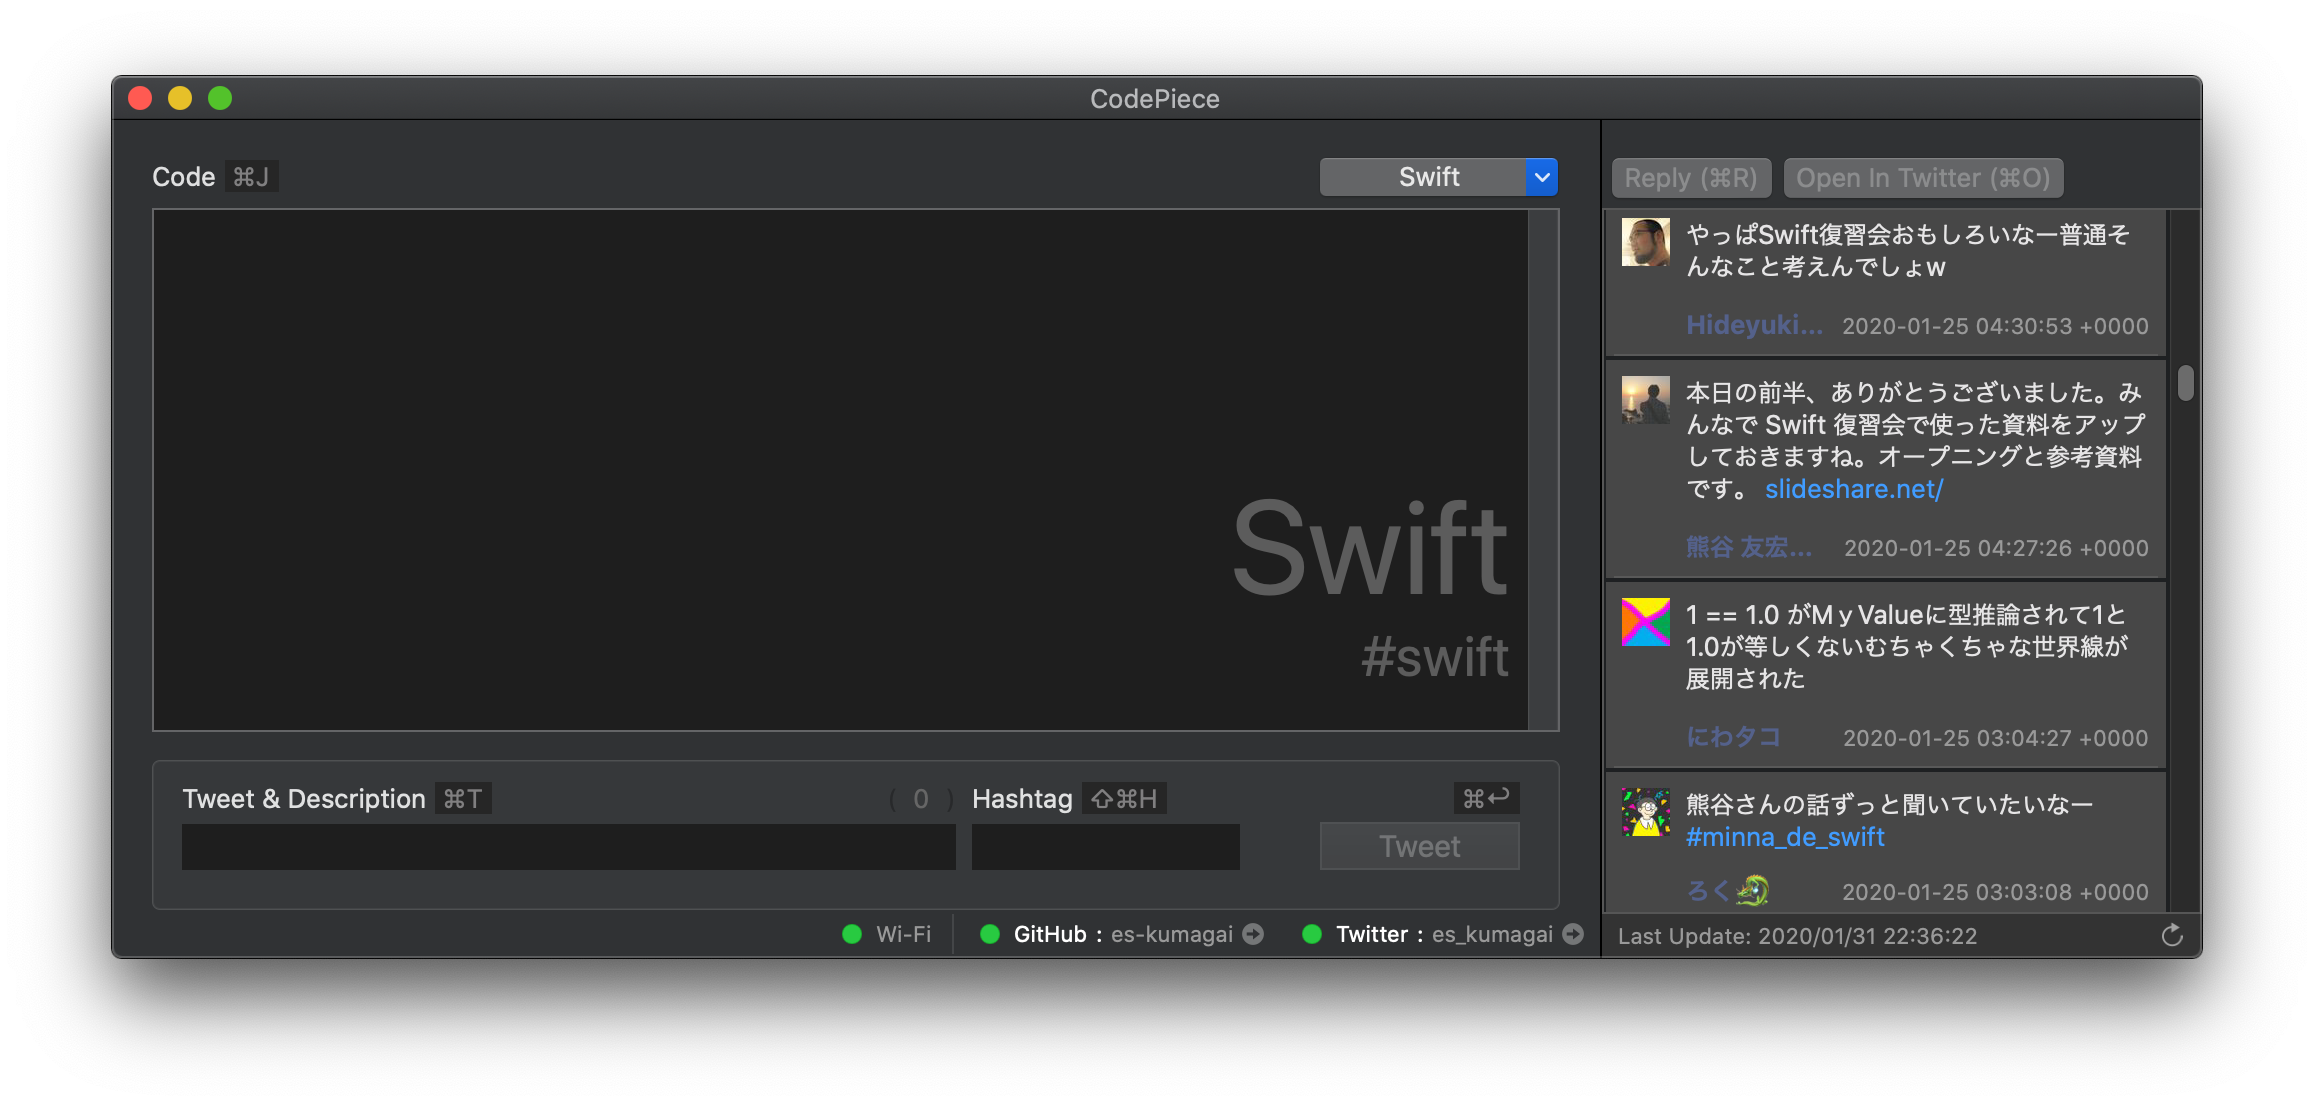 CodePiece
Code ⌘J
Swift
Swift
#swift
Tweet & Description ⌘T
( 0 )
Hashtag ⇧⌘H
⌘↩
Tweet
Wi-Fi
GitHub : es-kumagai
Twitter : es_kumagai
Reply (⌘R)
Open In Twitter (⌘O)
やっぱSwift復習会おもしろいなー普通そ
んなこと考えんでしょw
Hideyuki... 2020-01-25 04:30:53 +0000
本日の前半、ありがとうございました。み
んなで Swift 復習会で使った資料をアップ
しておきますね。オープニングと参考資料
です。 slideshare.net/
熊谷 友宏... 2020-01-25 04:27:26 +0000
1 == 1.0 がMｙValueに型推論されて1と
1.0が等しくないむちゃくちゃな世界線が
展開された
にわタコ 2020-01-25 03:04:27 +0000
熊谷さんの話ずっと聞いていたいなー
#minna_de_swift
ろく🐉 2020-01-25 03:03:08 +0000
Last Update: 2020/01/31 22:36:22